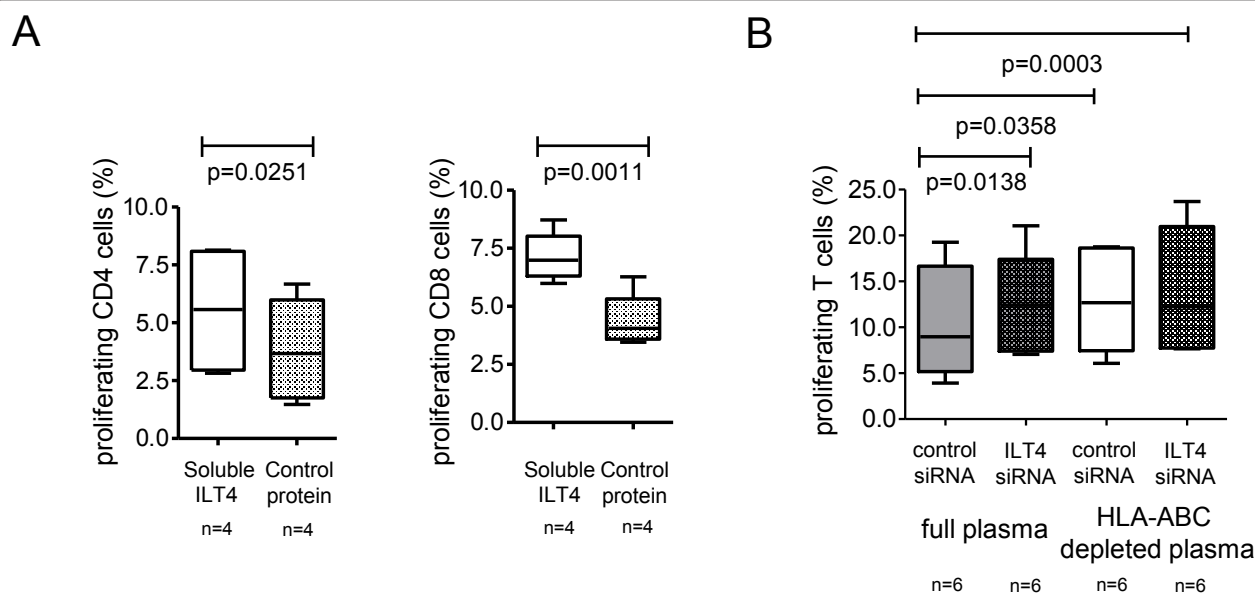 A
p=0.0251
proliferating CD4 cells (%)
10.0
7.5
5.0
2.5
0.0
Soluble
ILT4
Control
protein
n=4
n=4
p=0.0011
proliferating CD8 cells (%)
10.0
7.5
5.0
2.5
0.0
Soluble
ILT4
Control
protein
n=4
n=4
B
p=0.0003
p=0.0358
p=0.0138
proliferating T cells (%)
25.0
20.0
15.0
10.0
5.0
0.0
control
siRNA
ILT4
siRNA
control
siRNA
ILT4
siRNA
full plasma
HLA-ABC
depleted plasma
n=6
n=6
n=6
n=6